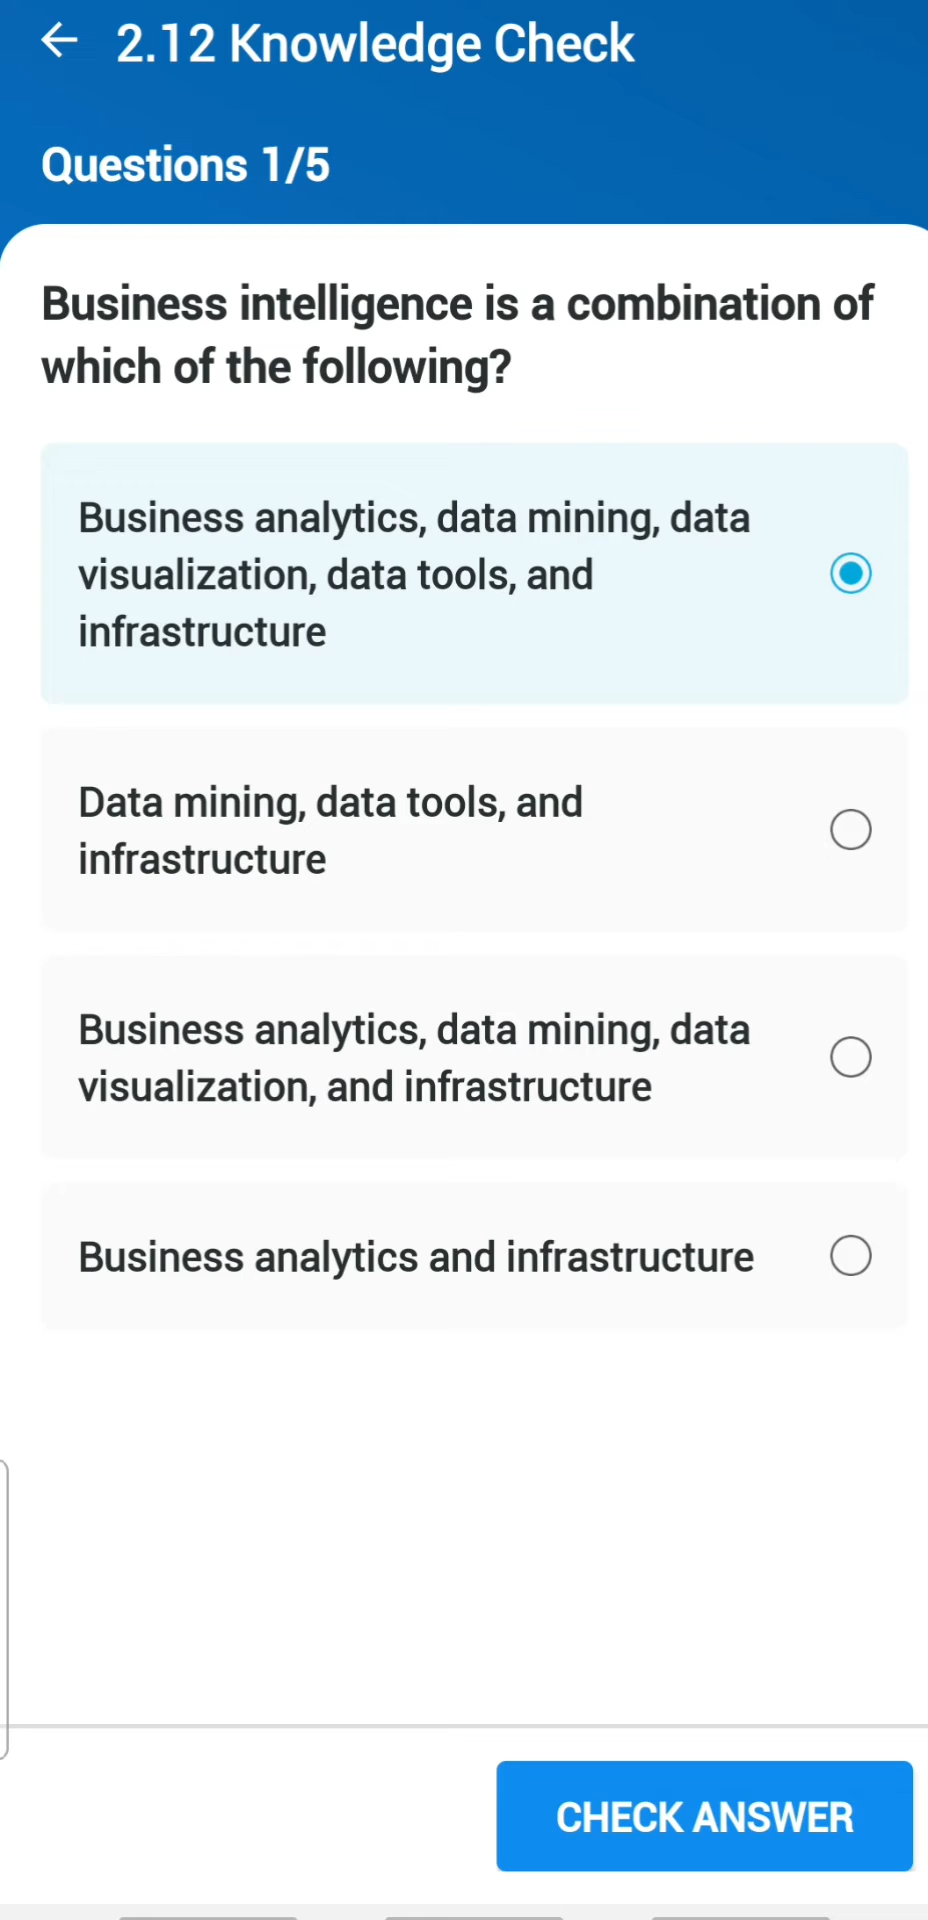 2.12 Knowledge Check
Questions 1/5
Business intelligence is a combination of
which of the following?
Business analytics, data mining, data
visualization, data tools, and
infrastructure
Data mining, data tools, and
infrastructure
Business analytics, data mining, data
visualization, and infrastructure
Business analytics and infrastructure
CHECK ANSWER